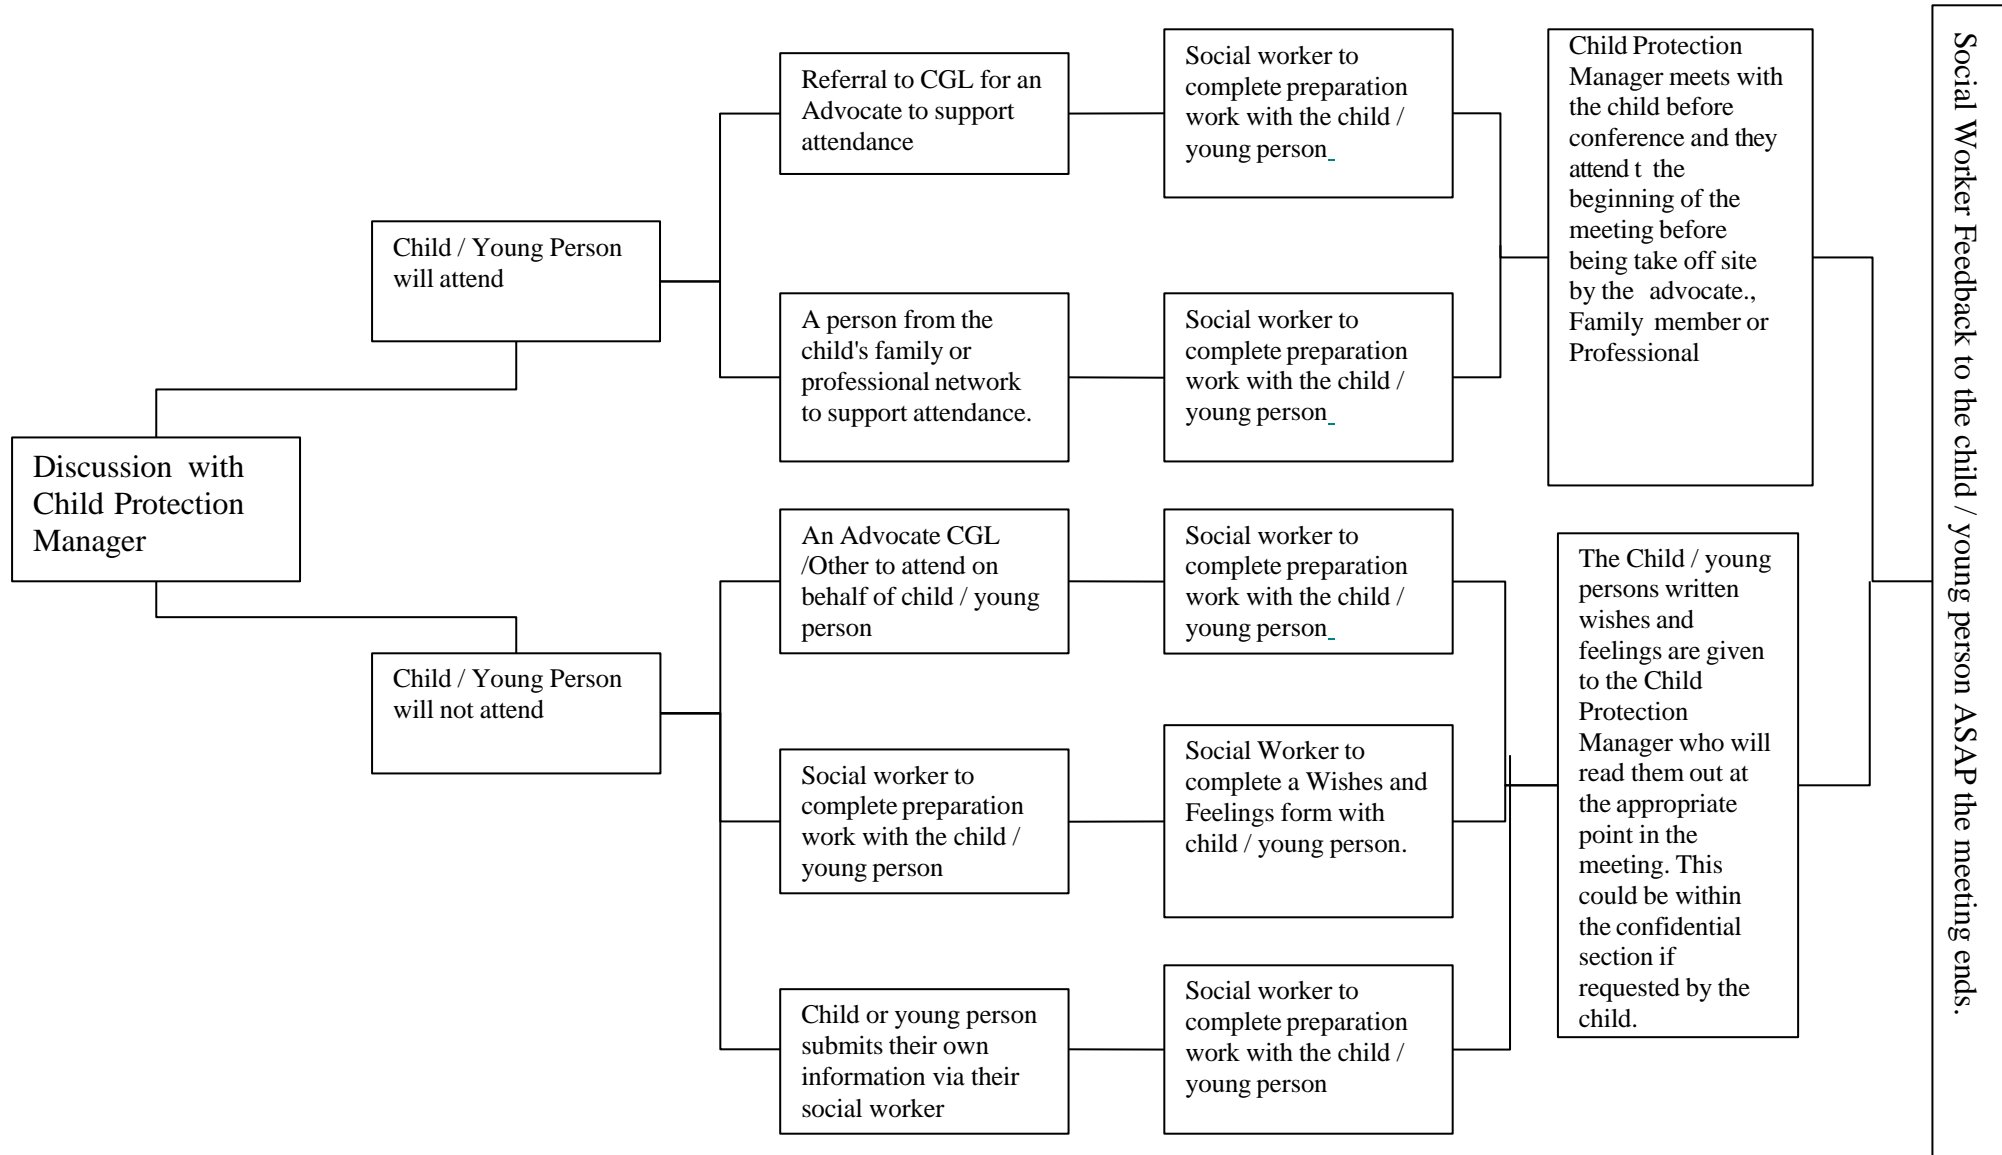 Discussion with
Child Protection
Manager
Child / Young Person
will attend
Referral to CGL for an
Advocate to support
attendance
Social worker to
complete preparation
work with the child /
young person_
A person from the
child's family or
professional network
to support attendance.
Social worker to
complete preparation
work with the child /
young person_
Child Protection
Manager meets with
the child before
conference and they
attend t the
beginning of the
meeting before
being take off site
by the advocate.,
Family member or
Professional
Child / Young Person
will not attend
An Advocate CGL
/Other to attend on
behalf of child / young
person
Social worker to
complete preparation
work with the child /
young person_
Social worker to
complete preparation
work with the child /
young person
Social Worker to
complete a Wishes and
Feelings form with
child / young person.
Child or young person
submits their own
information via their
social worker
Social worker to
complete preparation
work with the child /
young person
The Child / young
persons written
wishes and
feelings are given
to the Child
Protection
Manager who will
read them out at
the appropriate
point in the
meeting. This
could be within
the confidential
section if
requested by the
child.
Social Worker Feedback to the child / young person ASAP the meeting ends.